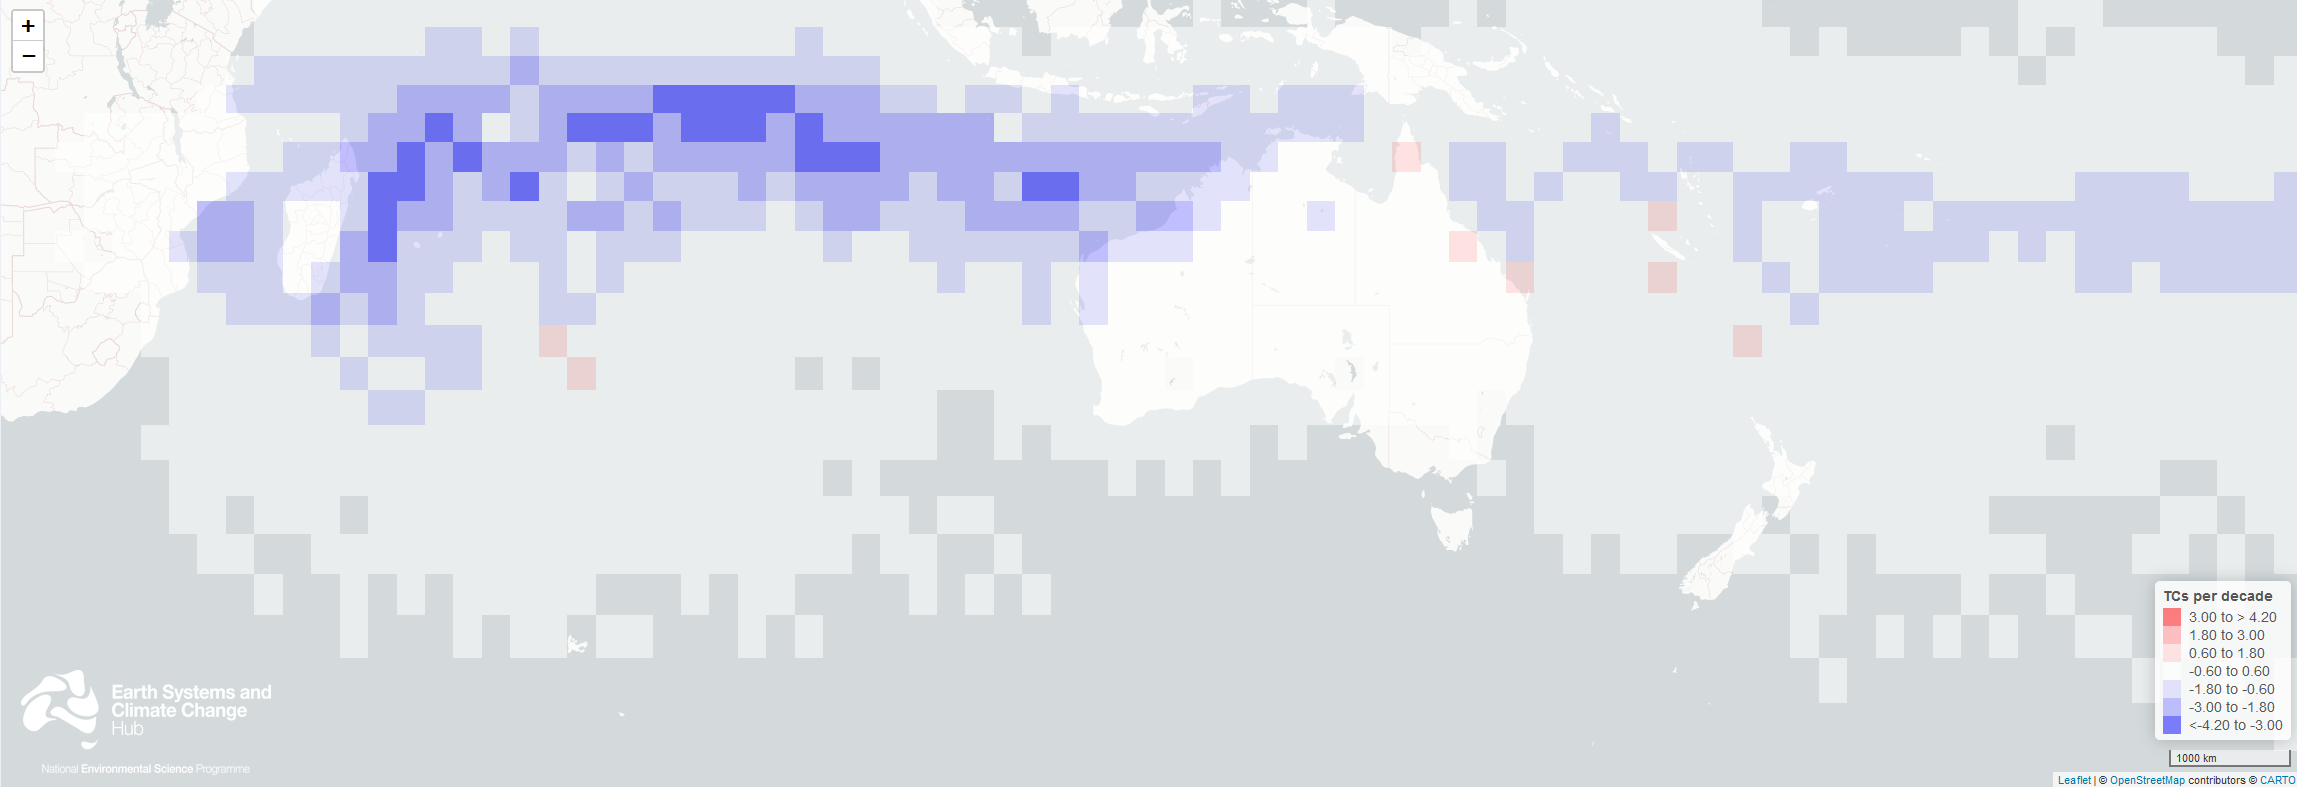 +
−
TCs per decade
3.00 to > 4.20
1.80 to 3.00
0.60 to 1.80
-0.60 to 0.60
-1.80 to -0.60
-3.00 to -1.80
<-4.20 to -3.00
Earth Systems and
Climate Change
Hub
National Environmental Science Programme
1000 km
Leaflet | © OpenStreetMap contributors © CARTO